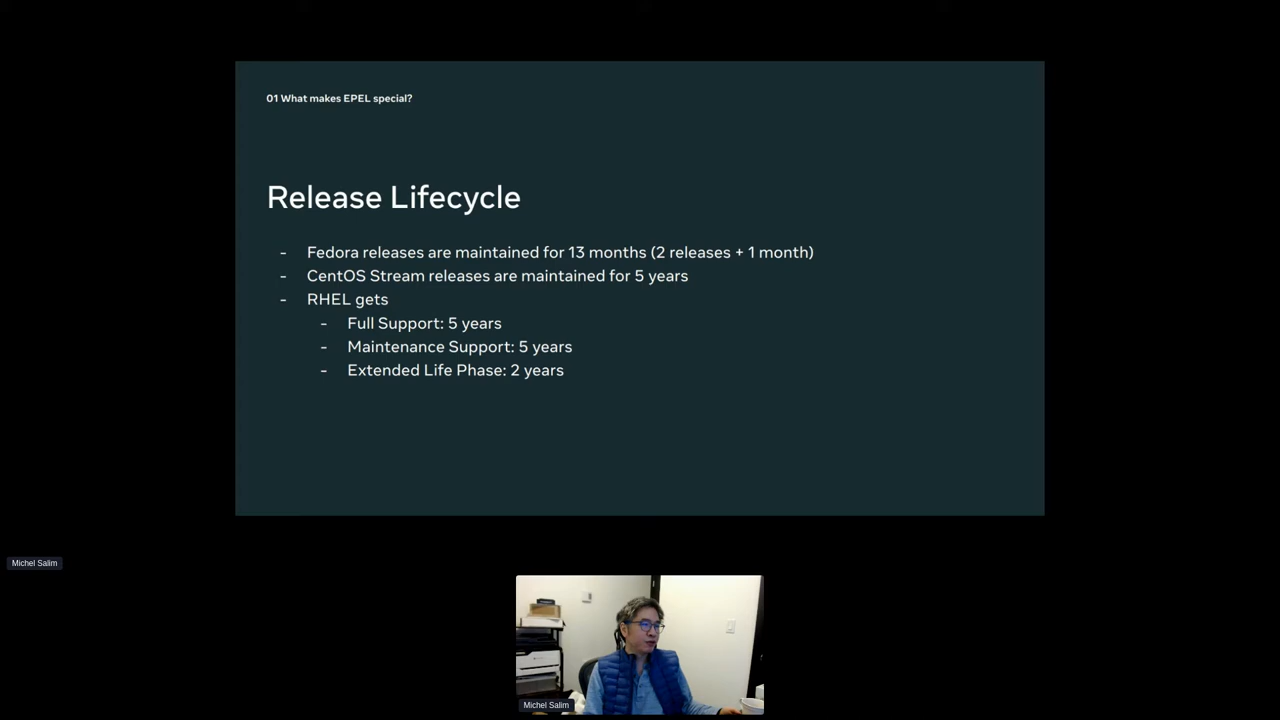 01 What makes EPEL special?
Release Lifecycle
- Fedora releases are maintained for 13 months (2 releases + 1 month)
- CentOS Stream releases are maintained for 5 years
- RHEL gets
- Full Support: 5 years
- Maintenance Support: 5 years
- Extended Life Phase: 2 years
Michel Salim
Michel Salim